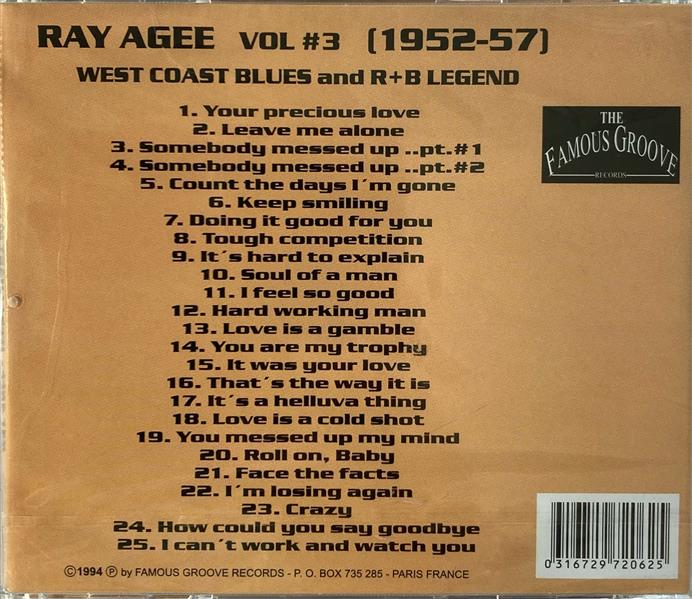 RAY AGEE VOL #3 (1952-57)
WEST COAST BLUES and R+B LEGEND
1. Your precious love
2. Leave me alone
3. Somebody messed up ..pt.#1
4. Somebody messed up ..pt.#2
5. Count the days I´m gone
6. Keep smiling
7. Doing it good for you
8. Tough competition
9. It´s hard to explain
10. Soul of a man
11. I feel so good
12. Hard working man
13. Love is a gamble
14. You are my trophy
15. It was your love
16. That´s the way it is
17. It´s a helluva thing
18. Love is a cold shot
19. You messed up my mind
20. Roll on, Baby
21. Face the facts
22. I´m losing again
23. Crazy
24. How could you say goodbye
25. I can´t work and watch you
THE
FAMOUS GROOVE
RECORDS
0 316729 720625
©1994 ℗ by FAMOUS GROOVE RECORDS - P. O. BOX 735 285 - PARIS FRANCE